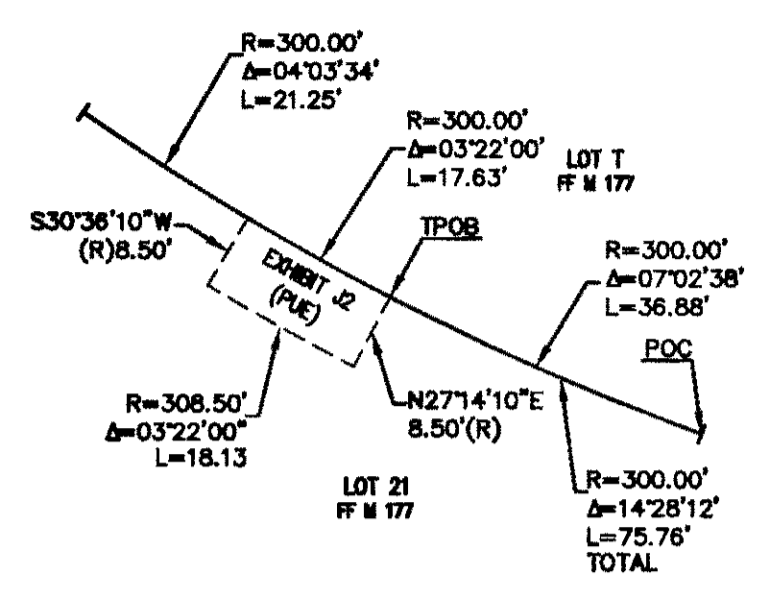 R=300.00'
Δ=04°03'34'
L=21.25'
R=300.00'
Δ=03°22'00'
L=17.63'
LOT T
FF M 177
S30°36'10"W
(R)8.50'
TPOB
R=300.00'
Δ=07°02'38'
L=36.88'
EXHIBIT J2
(PUE)
POC
R=308.50'
Δ=03°22'00"
L=18.13
N27°14'10"E
8.50'(R)
LOT 21
FF M 177
R=300.00'
Δ=14°28'12'
L=75.76'
TOTAL